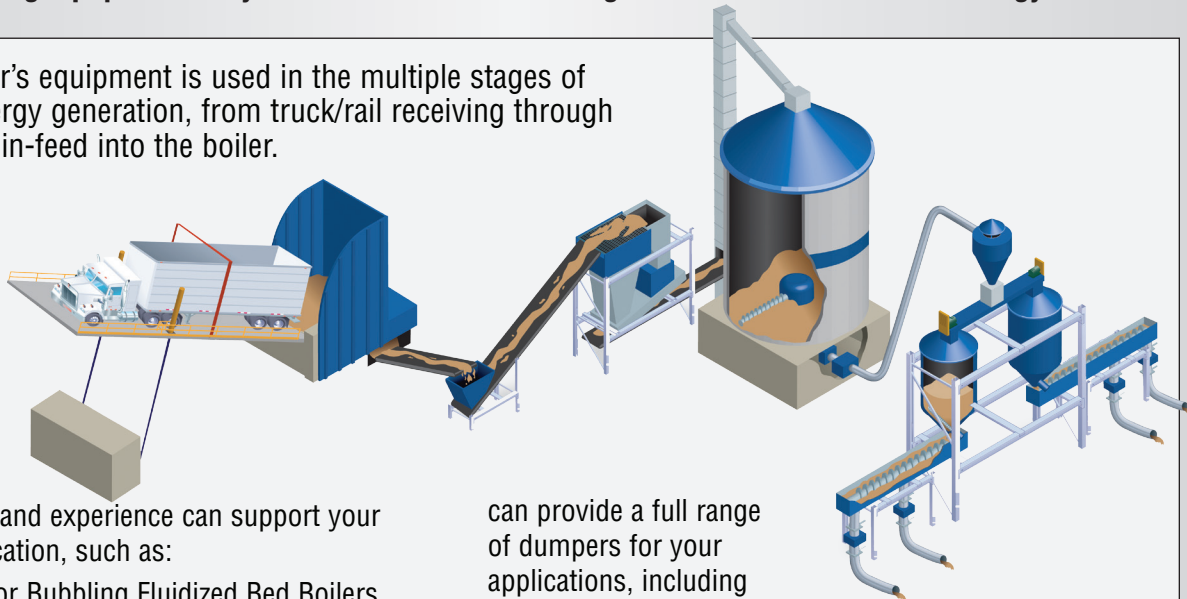 r's equipment is used in the multiple stages of
ergy generation, from truck/rail receiving through
in-feed into the boiler.
and experience can support your
cation, such as:
or Bubbling Fluidized Bed Boilers
can provide a full range
of dumpers for your
applications, including